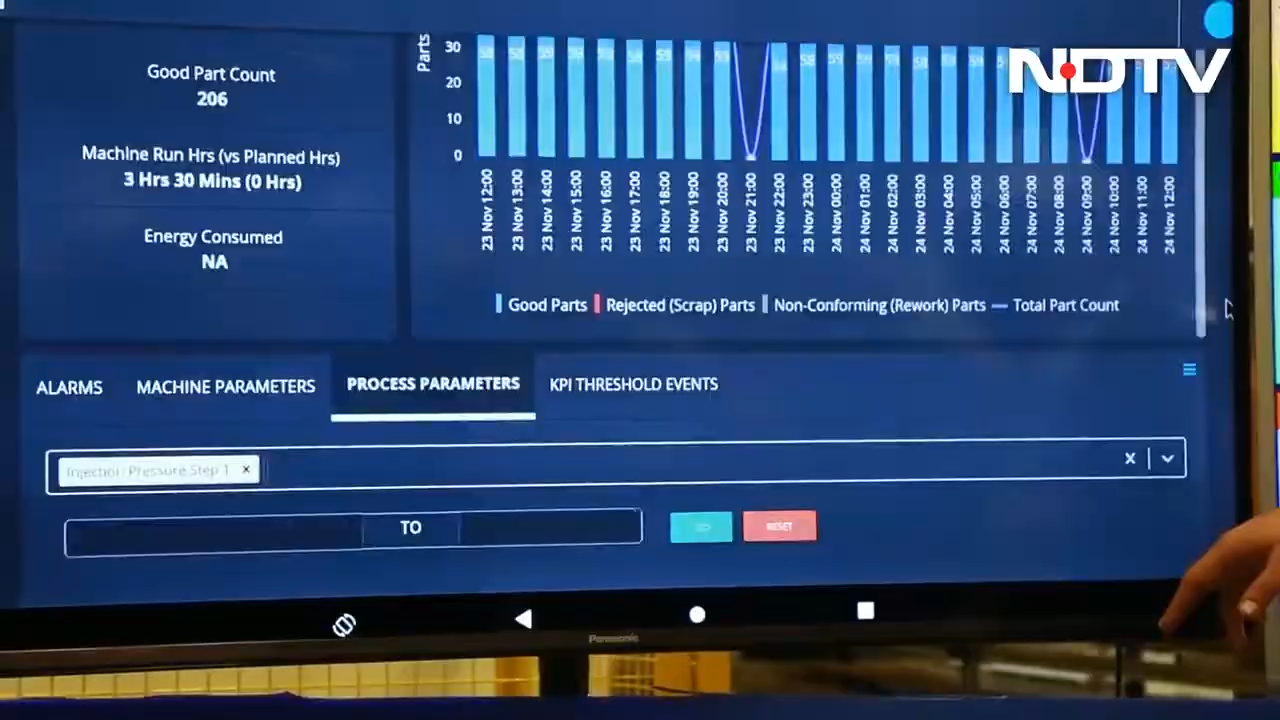 NDTV
Good Part Count
206
Machine Run Hrs (vs Planned Hrs)
3 Hrs 30 Mins (0 Hrs)
Energy Consumed
NA
Parts
30
20
10
0
23 Nov 12:00
23 Nov 13:00
23 Nov 14:00
23 Nov 15:00
23 Nov 16:00
23 Nov 17:00
23 Nov 18:00
23 Nov 19:00
23 Nov 20:00
23 Nov 21:00
23 Nov 22:00
23 Nov 23:00
24 Nov 00:00
24 Nov 01:00
24 Nov 02:00
24 Nov 03:00
24 Nov 04:00
24 Nov 05:00
24 Nov 06:00
24 Nov 07:00
24 Nov 08:00
24 Nov 09:00
24 Nov 10:00
24 Nov 11:00
24 Nov 12:00
Good Parts Rejected (Scrap) Parts Non-Conforming (Rework) Parts Total Part Count
ALARMS MACHINE PARAMETERS PROCESS PARAMETERS KPI THRESHOLD EVENTS
Injection Pressure Step 1 x
TO RESET
Panasonic